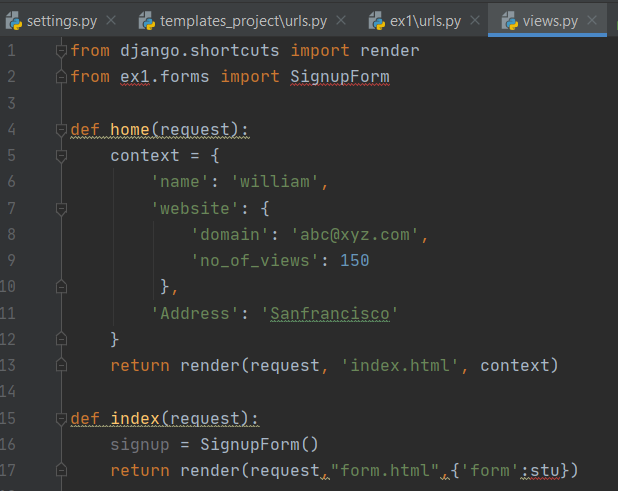 settings.py × templates_project\urls.py × ex1\urls.py × views.py ×
1 from django.shortcuts import render
2 from ex1.forms import SignupForm
3
4 def home(request):
5     context = {
6         'name': 'william',
7         'website': {
8             'domain': 'abc@xyz.com',
9             'no_of_views': 150
10          },
11         'Address': 'Sanfrancisco'
12     }
13     return render(request, 'index.html', context)
14
15 def index(request):
16     signup = SignupForm()
17     return render(request,"form.html",{'form':stu})